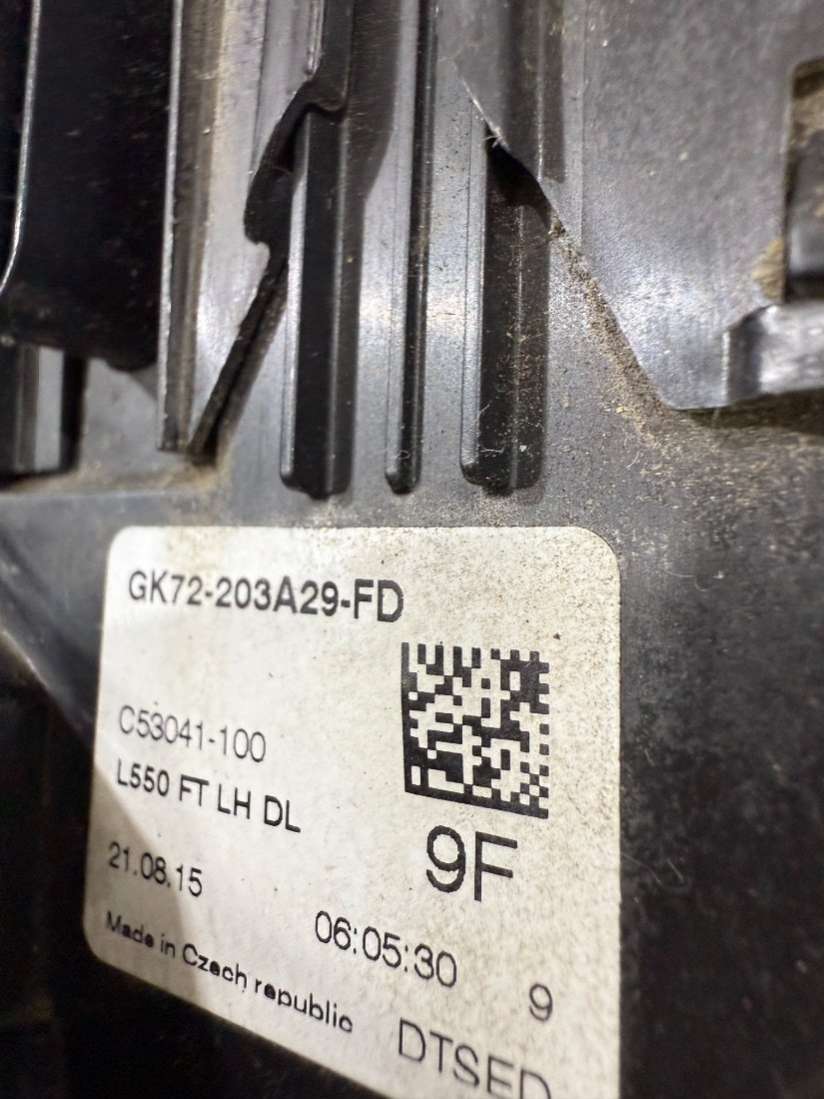 GK72-203A29-FD
C53041-100
L550 FT LH DL
9F
21.08.15
06:05:30
9
Made in Czech republic
DTSED